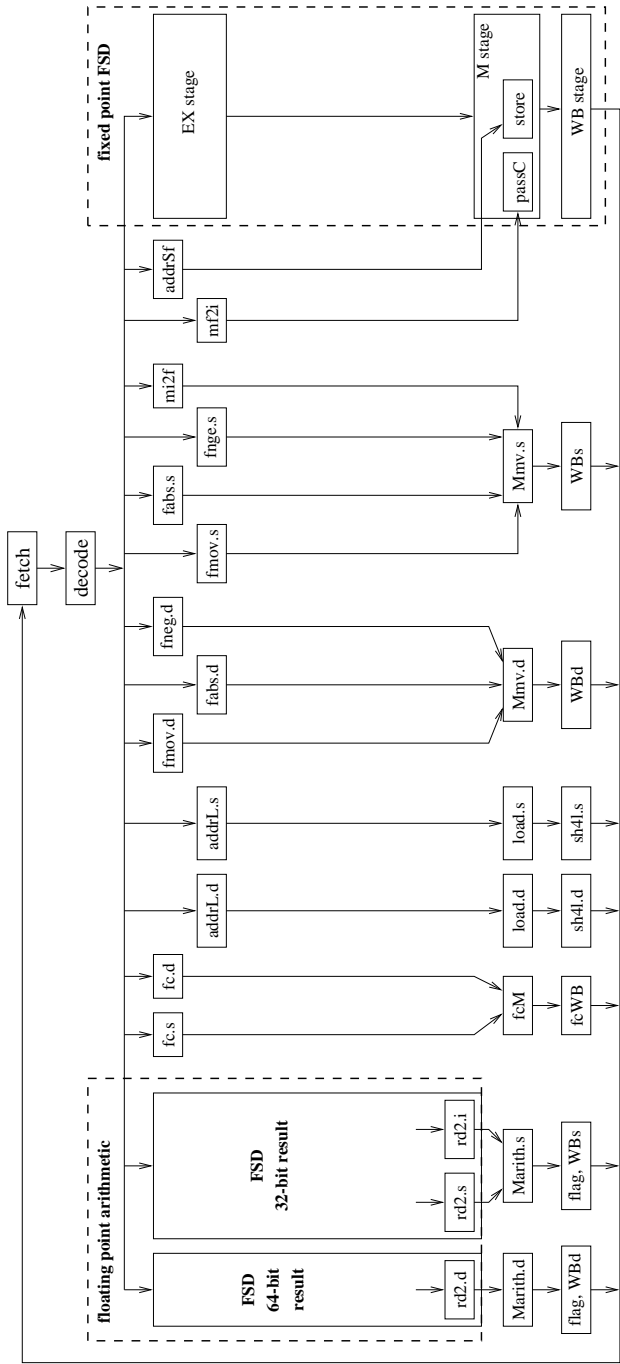 fetch
decode
floating point arithmetic
fixed point FSD
FSD
64-bit
result
FSD
32-bit result
fc.s
fc.d
addrL.d
addrL.s
fmov.d
fabs.d
fneg.d
fmov.s
fabs.s
fnge.s
mi2f
mf2i
addrSf
EX stage
rd2.d
rd2.s
rd2.i
M stage
Marith.d
Marith.s
fcM
load.d
load.s
Mmv.d
Mmv.s
passC
store
flag, WBd
flag, WBs
fcWB
sh4l.d
sh4l.s
WBd
WBs
WB stage